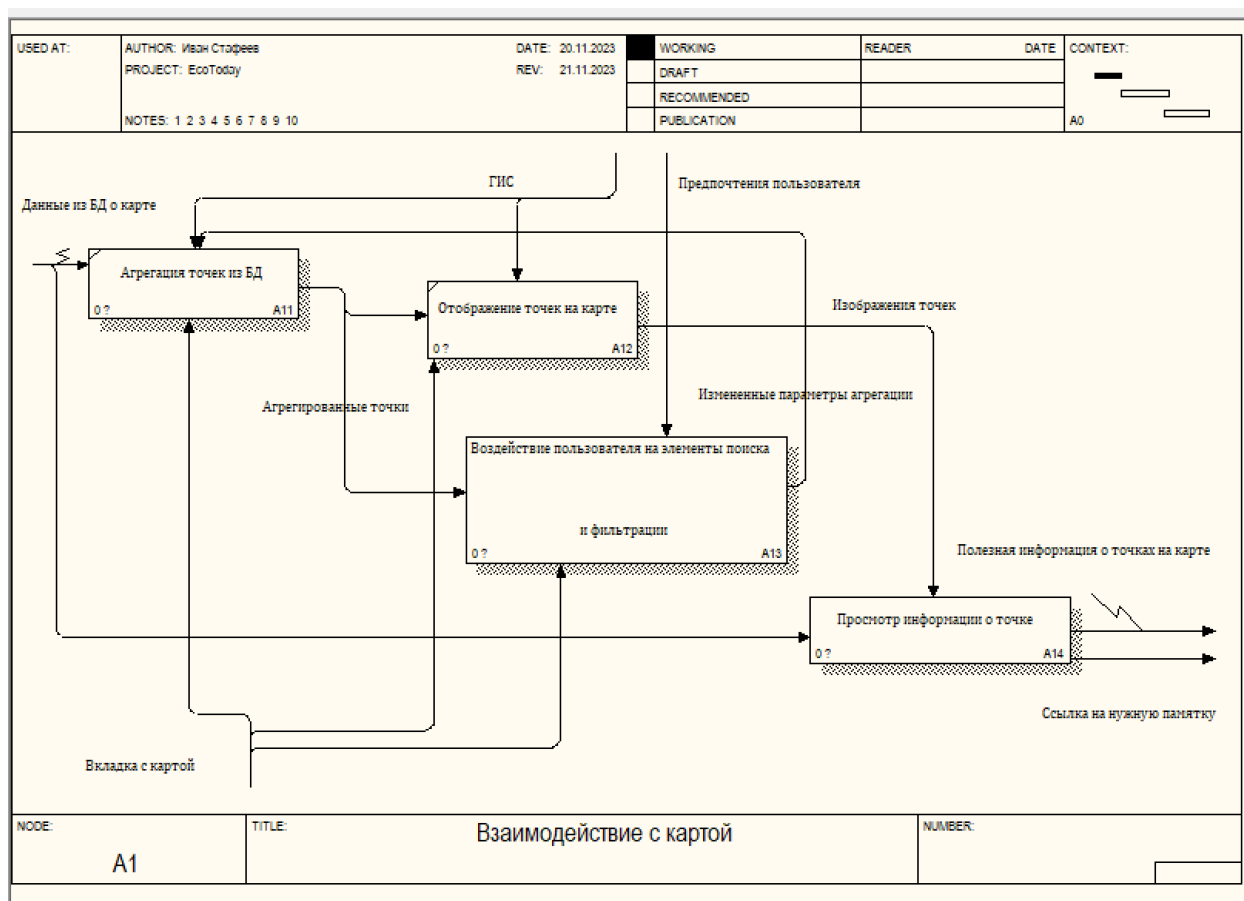 USED AT:
AUTHOR: Иван Стафеев
DATE: 20.11.2023
PROJECT: EcoToday
REV: 21.11.2023
NOTES: 1 2 3 4 5 6 7 8 9 10
WORKING
DRAFT
RECOMMENDED
PUBLICATION
READER
DATE
CONTEXT:
A0
ГИС
Предпочтения пользователя
Данные из БД о карте
Агрегация точек из БД
0 ?
A11
Отображение точек на карте
0 ?
A12
Изображения точек
Измененные параметры агрегации
Агрегированные точки
Воздействие пользователя на элементы поиска
и фильтрации
0 ?
A13
Полезная информация о точках на карте
Просмотр информации о точке
0 ?
A14
Ссылка на нужную памятку
Вкладка с картой
NODE:
A1
TITLE:
Взаимодействие с картой
NUMBER: